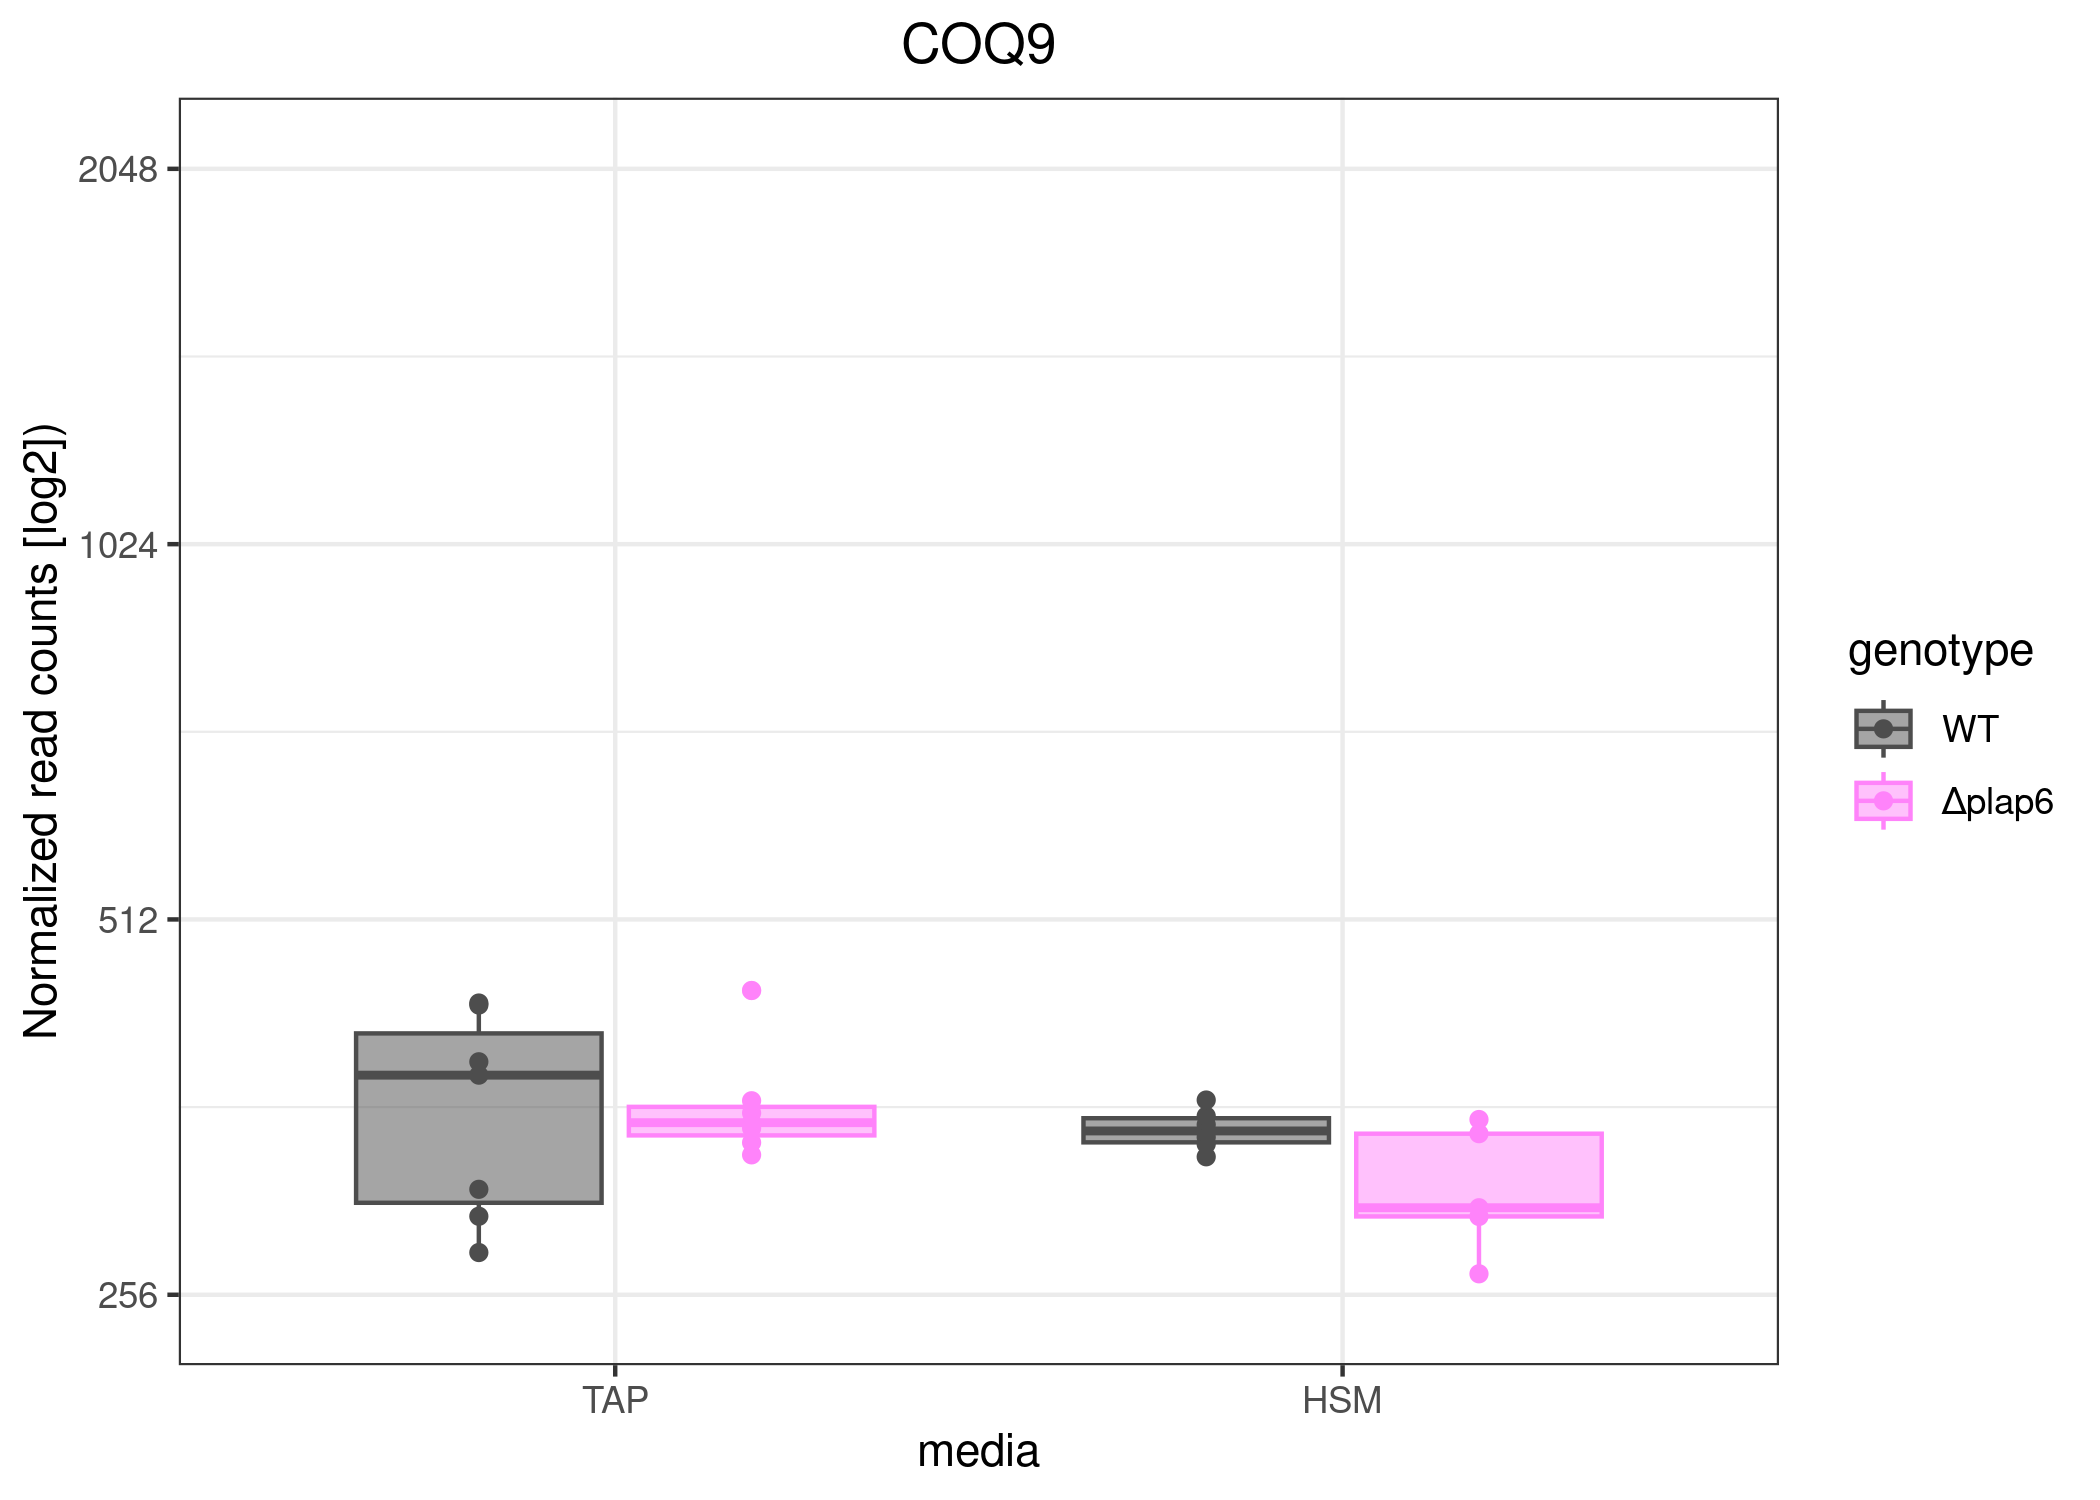 COQ9
Normalized read counts [log2])
2048
1024
512
256
TAP
HSM
media
genotype
WT
Δplap6